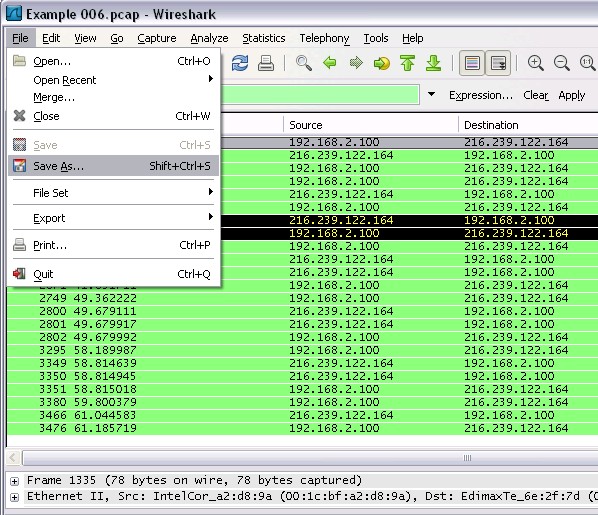 Example 006.pcap - Wireshark
File Edit View Go Capture Analyze Statistics Telephony Tools Help
Open... Ctrl+O
Open Recent
Merge...
Close Ctrl+W
Save Ctrl+S
Save As... Shift+Ctrl+S
File Set
Export
Print... Ctrl+P
Quit Ctrl+Q
Expression... Clear Apply
Source Destination
192.168.2.100 216.239.122.164
216.239.122.164 192.168.2.100
192.168.2.100 216.239.122.164
192.168.2.100 216.239.122.164
216.239.122.164 192.168.2.100
192.168.2.100 216.239.122.164
216.239.122.164 192.168.2.100
192.168.2.100 216.239.122.164
192.168.2.100 216.239.122.164
216.239.122.164 192.168.2.100
216.239.122.164 192.168.2.100
192.168.2.100 216.239.122.164
2749 49.362222 192.168.2.100 216.239.122.164
2800 49.679111 216.239.122.164 192.168.2.100
2801 49.679917 192.168.2.100 216.239.122.164
2802 49.679992 216.239.122.164 192.168.2.100
3295 58.189987 192.168.2.100 216.239.122.164
3349 58.814639 216.239.122.164 192.168.2.100
3350 58.814945 216.239.122.164 192.168.2.100
3351 58.815018 192.168.2.100 216.239.122.164
3380 59.800379 192.168.2.100 216.239.122.164
3466 61.044583 216.239.122.164 192.168.2.100
3476 61.185719 192.168.2.100 216.239.122.164
Frame 1335 (78 bytes on wire, 78 bytes captured)
Ethernet II, Src: IntelCor_a2:d8:9a (00:1c:bf:a2:d8:9a), Dst: EdimaxTe_6e:2f:7d (0